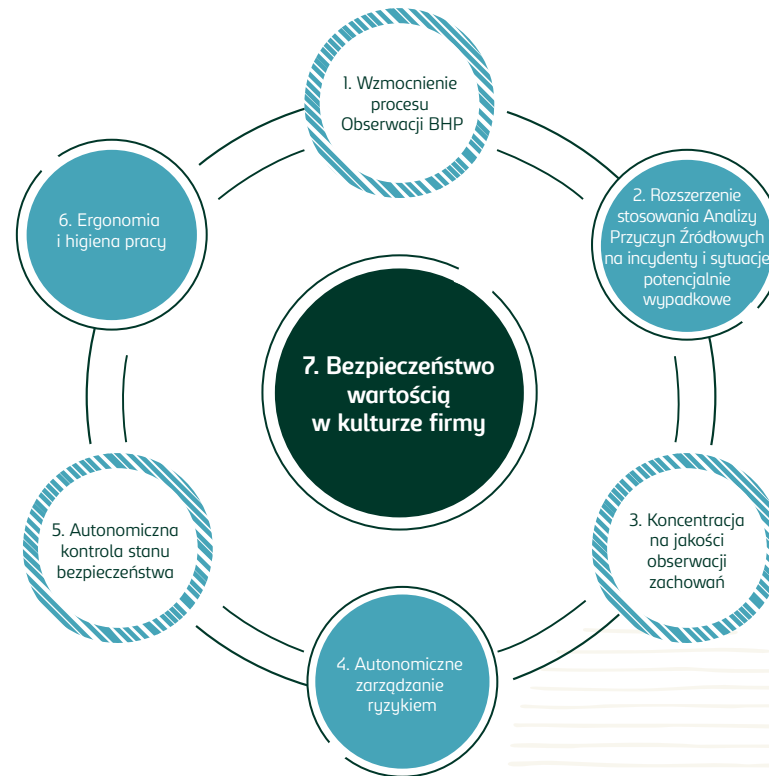 1. Wzmocnienie
procesu
Obserwacji BHP
2. Rozszerzenie
stosowania Analizy
Przyczyn Źródłowych
na incydenty i sytuacje
potencjalnie
wypadkowe
3. Koncentracja
na jakości
obserwacji
zachowań
4. Autonomiczne
zarządzanie
ryzykiem
5. Autonomiczna
kontrola stanu
bezpieczeństwa
6. Ergonomia
i higiena pracy
7. Bezpieczeństwo
wartością
w kulturze firmy